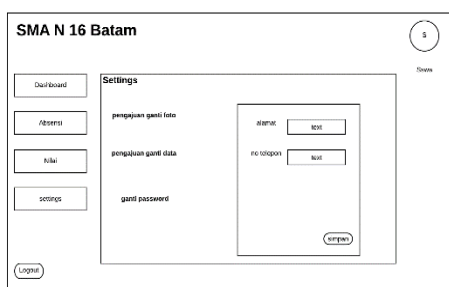 SMA N 16 Batam
S
Siswa
Dashboard
Absensi
Nilai
settings
Logout
Settings
pengajuan ganti foto
pengajuan ganti data
ganti password
alamat
text
no telepon
text
simpan